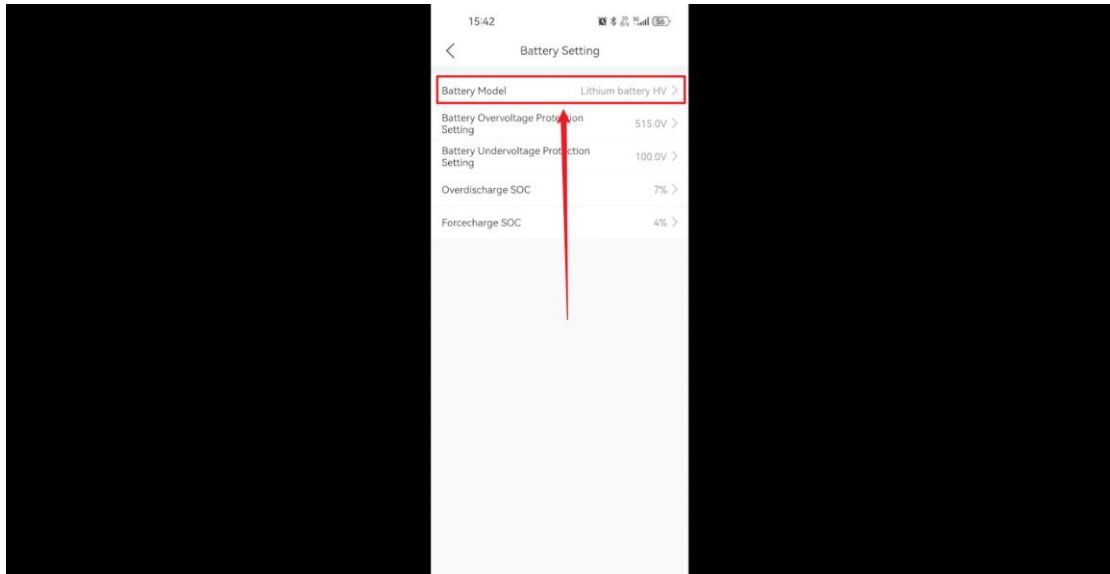 15:42
56
Battery Setting
Battery Model Lithium battery HV
Battery Overvoltage Protection
Setting
515.0V
Battery Undervoltage Protection
Setting
100.0V
Overdischarge SOC 7%
Forcecharge SOC 4%